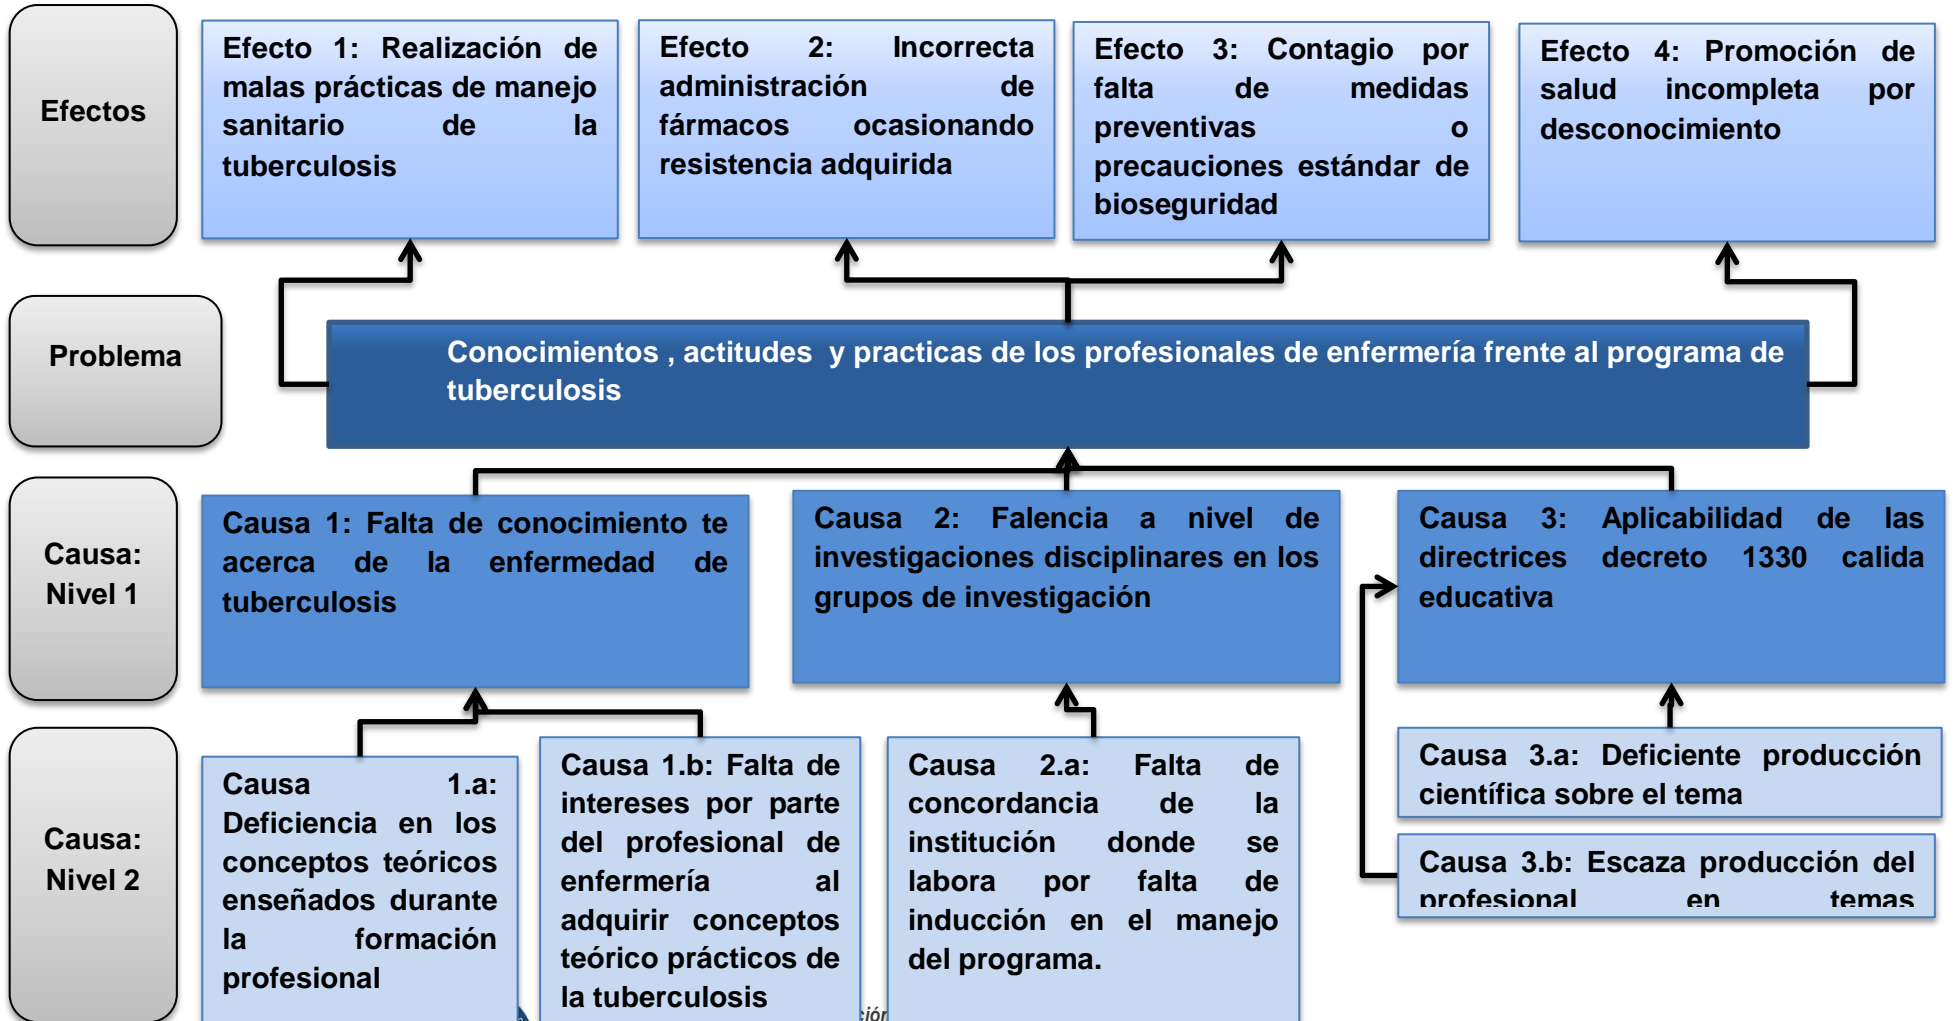 Efectos
Efecto 1: Realización de
malas prácticas de manejo
sanitario de la
tuberculosis
Efecto 2: Incorrecta
administración de
fármacos ocasionando
resistencia adquirida
Efecto 3: Contagio por
falta de medidas
preventivas o
precauciones estándar de
bioseguridad
Efecto 4: Promoción de
salud incompleta por
desconocimiento
Problema
Conocimientos , actitudes y practicas de los profesionales de enfermería frente al programa de
tuberculosis
Causa:
Nivel 1
Causa 1: Falta de conocimiento te
acerca de la enfermedad de
tuberculosis
Causa 2: Falencia a nivel de
investigaciones disciplinares en los
grupos de investigación
Causa 3: Aplicabilidad de las
directrices decreto 1330 calida
educativa
Causa:
Nivel 2
Causa 1.a:
Deficiencia en los
conceptos teóricos
enseñados durante
la formación
profesional
Causa 1.b: Falta de
intereses por parte
del profesional de
enfermería al
adquirir conceptos
teórico prácticos de
la tuberculosis
Causa 2.a: Falta de
concordancia de la
institución donde se
labora por falta de
inducción en el manejo
del programa.
Causa 3.a: Deficiente producción
científica sobre el tema
Causa 3.b: Escaza producción del
profesional en temas